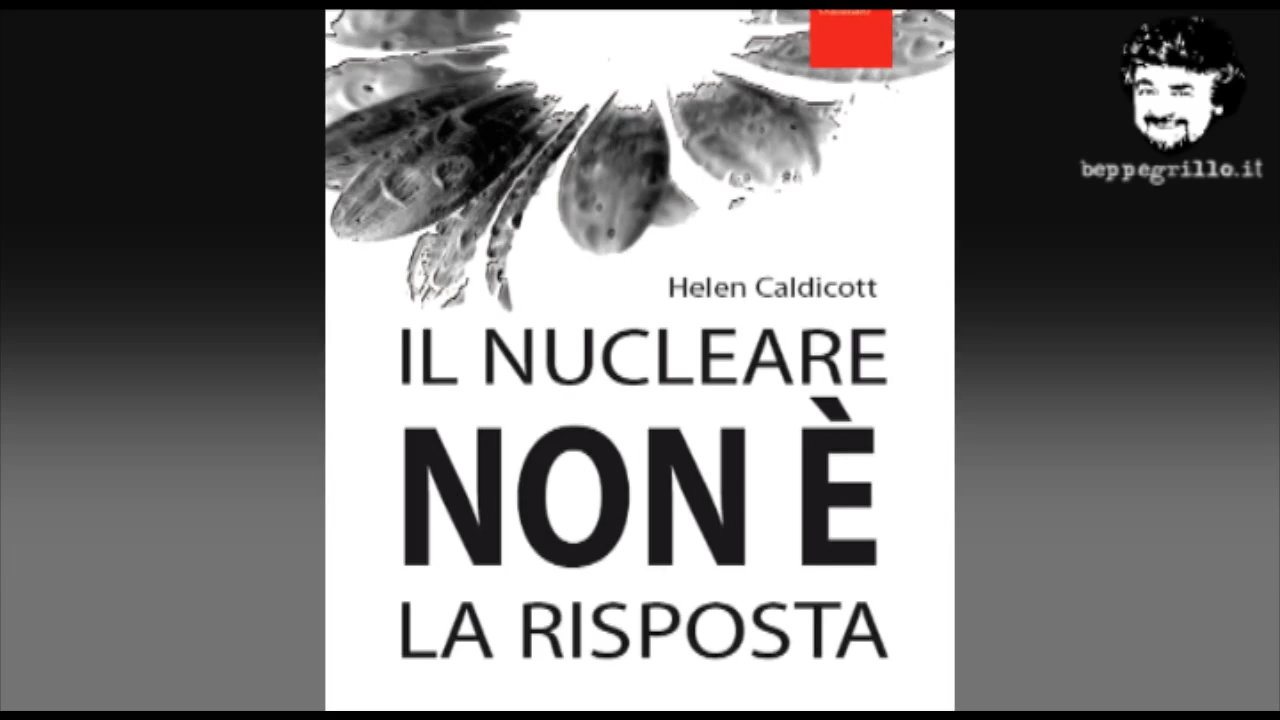 beppegrillo.it
Helen Caldicott
IL NUCLEARE
NON È
LA RISPOSTA